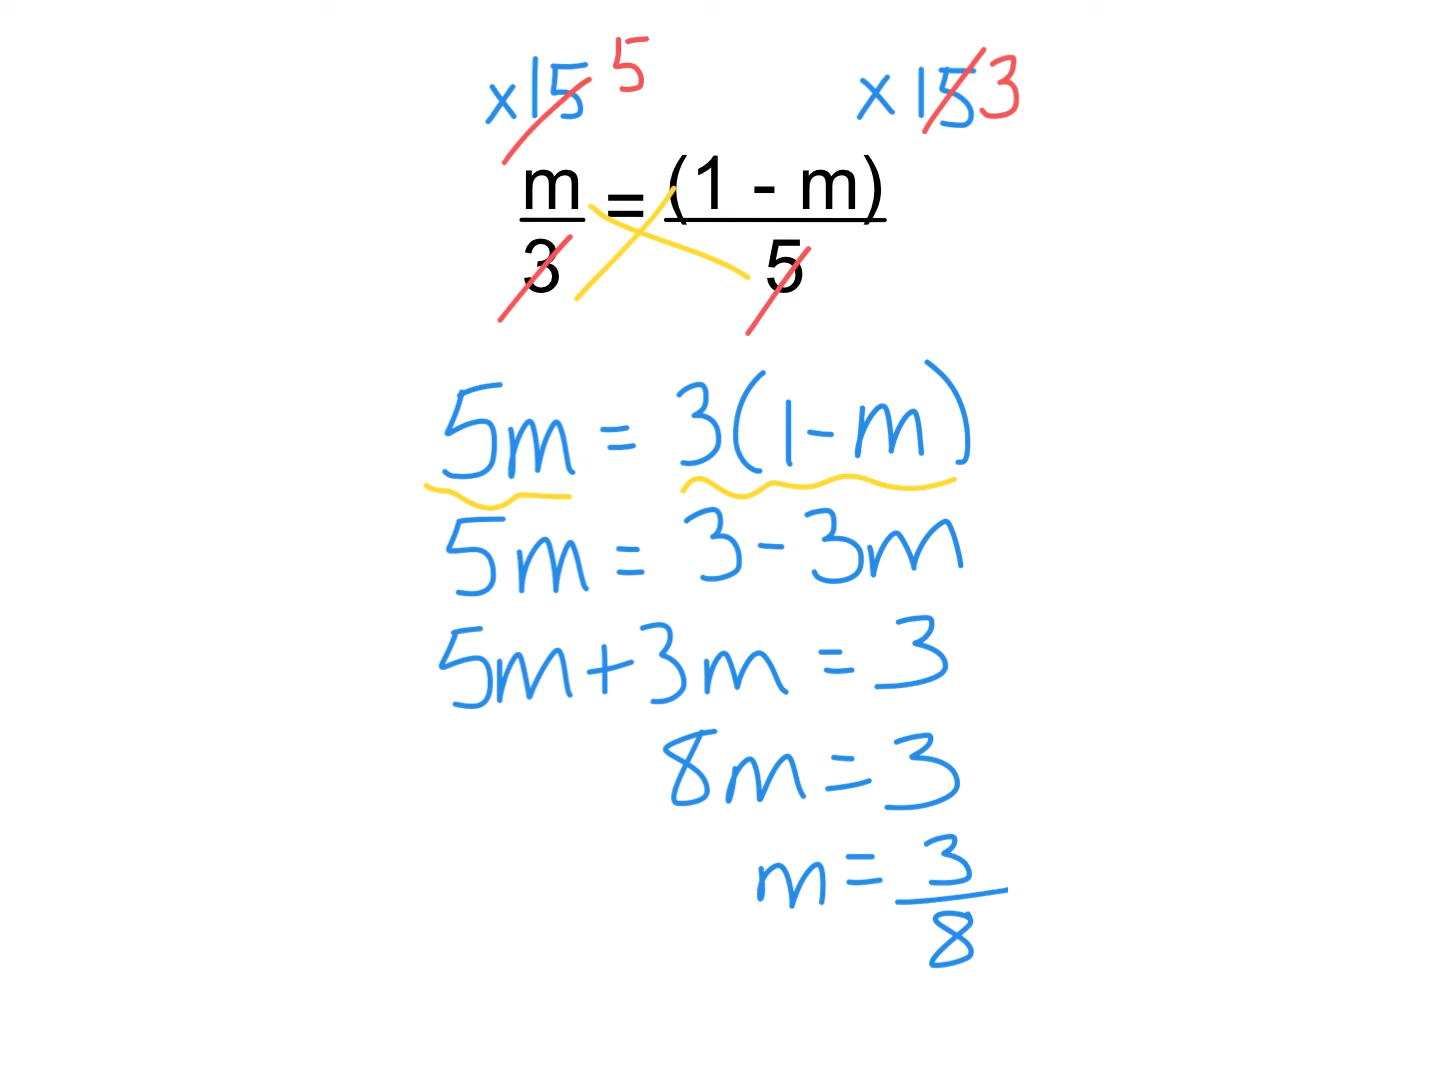 ×15 5 ×15 3
m/3 = (1 - m)/5
5m = 3(1-m)
5m = 3-3m
5m+3m = 3
8m = 3
m = 3/8